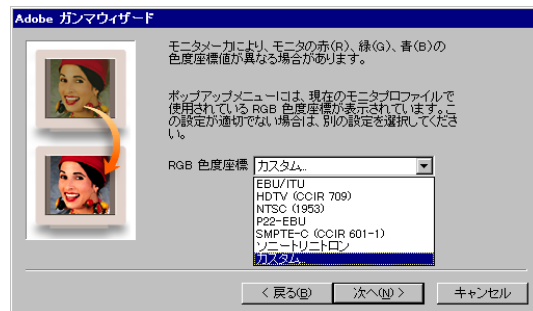 Adobe ガンマウィザード
モニタメーカにより、モニタの赤(R)、緑(G)、青(B)の
色度座標値が異なる場合があります。
ポップアップメニューには、現在のモニタプロファイルで
使用されている RGB 色度座標が表示されています。こ
の設定が適切でない場合は、別の設定を選択してくださ
い。
RGB 色度座標 カスタム...
EBU/ITU
HDTV (CCIR 709)
NTSC (1953)
P22-EBU
SMPTE-C (CCIR 601-1)
ソニートリニトロン
カスタム...
< 戻る(B)  次へ(N) >  キャンセル